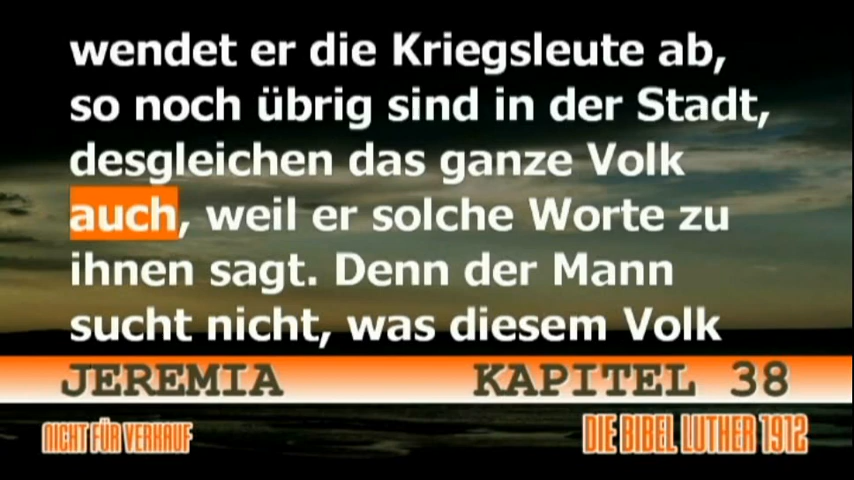 wendet er die Kriegsleute ab,
so noch übrig sind in der Stadt,
desgleichen das ganze Volk
auch, weil er solche Worte zu
ihnen sagt. Denn der Mann
sucht nicht, was diesem Volk
JEREMIA KAPITEL 38
NICHT FÜR VERKAUF DIE BIBEL LUTHER 1912